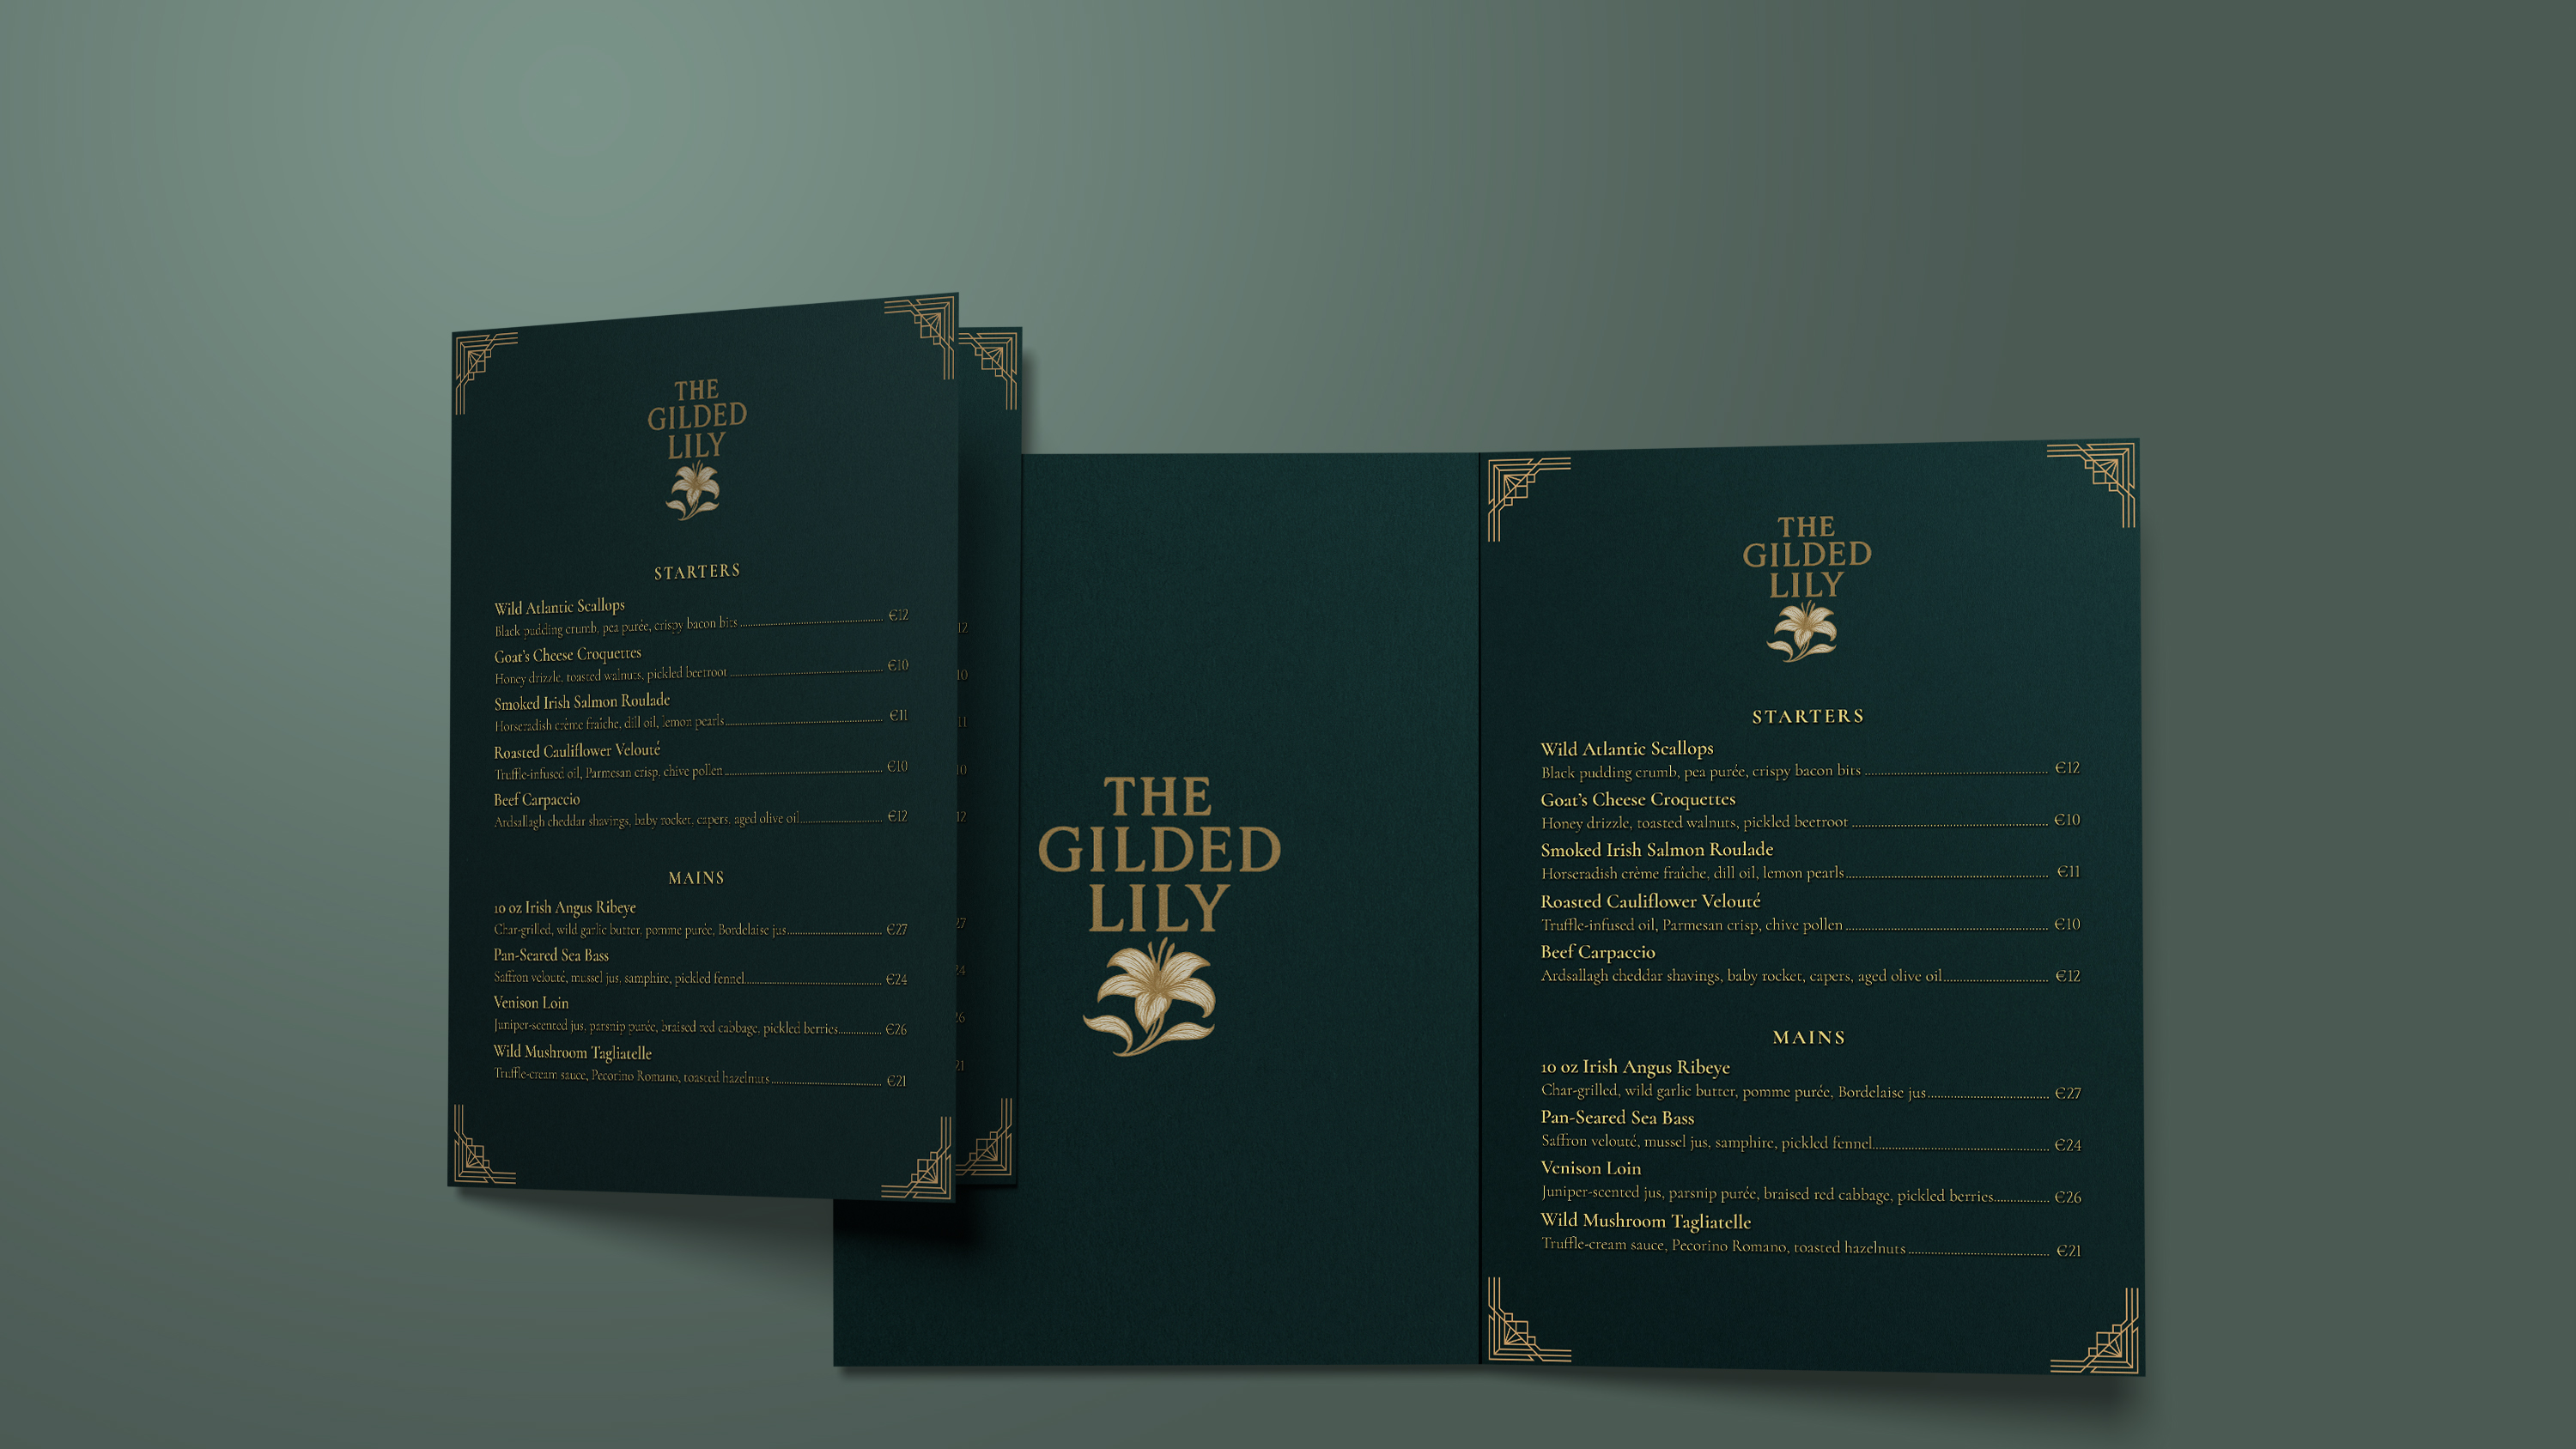 THE
GILDED
LILY
STARTERS
Wild Atlantic Scallops
Black pudding crumb, pea purée, crispy bacon bits €12
Goat's Cheese Croquettes
Honey drizzle, toasted walnuts, pickled beetroot €10
Smoked Irish Salmon Roulade
Horseradish crème fraîche, dill oil, lemon pearls €11
Roasted Cauliflower Velouté
Truffle-infused oil, Parmesan crisp, chive pollen €10
Beef Carpaccio
Ardsallagh cheddar shavings, baby rocket, capers, aged olive oil €12
MAINS
10 oz Irish Angus Ribeye
Char-grilled, wild garlic butter, pomme purée, Bordelaise jus €27
Pan-Seared Sea Bass
Saffron velouté, mussel jus, samphire, pickled fennel €24
Venison Loin
Juniper-scented jus, parsnip purée, braised red cabbage, pickled berries €26
Wild Mushroom Tagliatelle
Truffle-cream sauce, Pecorino Romano, toasted hazelnuts €21
12
10
11
10
12
27
24
26
21
THE
GILDED
LILY
THE
GILDED
LILY
STARTERS
Wild Atlantic Scallops
Black pudding crumb, pea purée, crispy bacon bits €12
Goat's Cheese Croquettes
Honey drizzle, toasted walnuts, pickled beetroot €10
Smoked Irish Salmon Roulade
Horseradish crème fraîche, dill oil, lemon pearls €11
Roasted Cauliflower Velouté
Truffle-infused oil, Parmesan crisp, chive pollen €10
Beef Carpaccio
Ardsallagh cheddar shavings, baby rocket, capers, aged olive oil €12
MAINS
10 oz Irish Angus Ribeye
Char-grilled, wild garlic butter, pomme purée, Bordelaise jus €27
Pan-Seared Sea Bass
Saffron velouté, mussel jus, samphire, pickled fennel €24
Venison Loin
Juniper-scented jus, parsnip purée, braised red cabbage, pickled berries €26
Wild Mushroom Tagliatelle
Truffle-cream sauce, Pecorino Romano, toasted hazelnuts €21